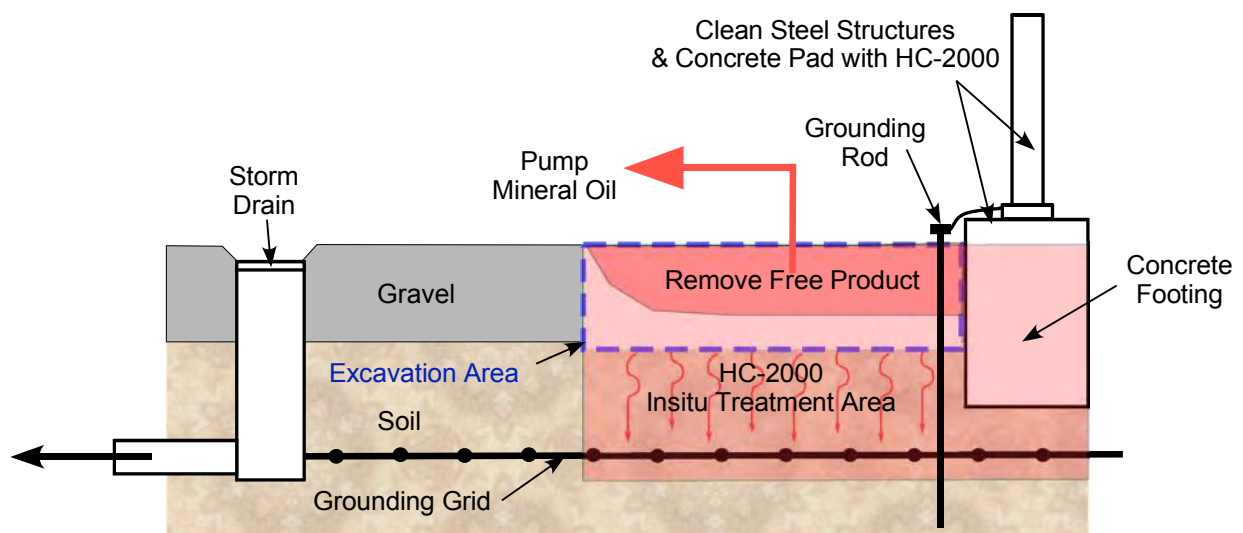 Clean Steel Structures
& Concrete Pad with HC-2000
Grounding
Rod
Pump
Mineral Oil
Storm
Drain
Remove Free Product
Gravel
Concrete
Footing
Excavation Area
HC-2000
Insitu Treatment Area
Soil
Grounding Grid